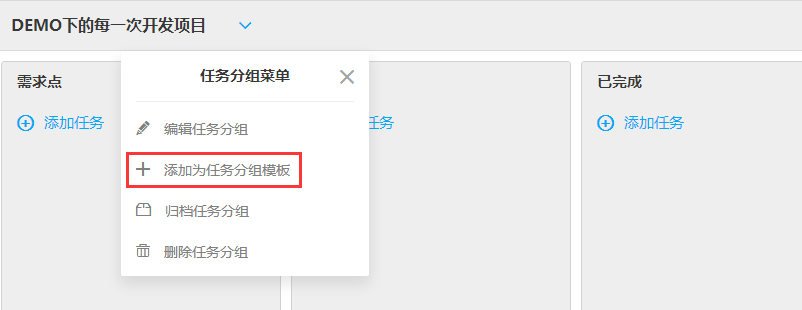 DEMO下的每一次开发项目
需求点
添加任务
任务分组菜单
编辑任务分组
添加为任务分组模板
归档任务分组
删除任务分组
任务
已完成
添加任务